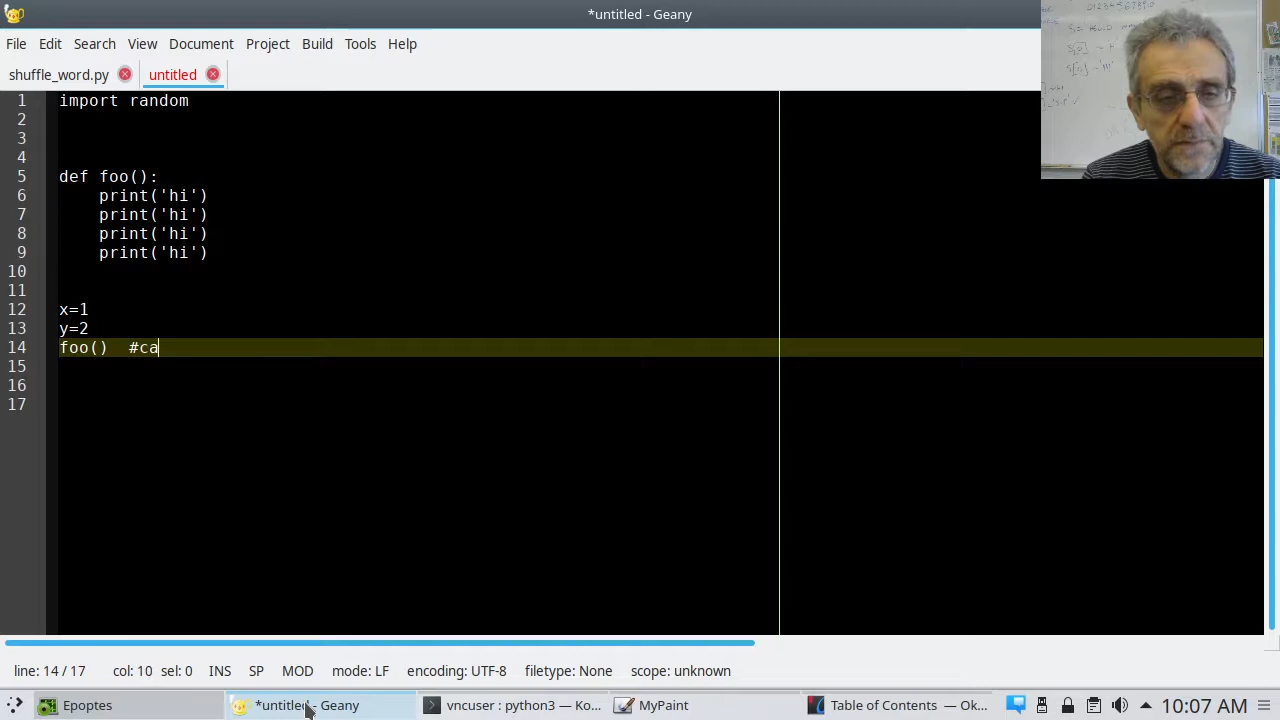 *untitled - Geany
File Edit Search View Document Project Build Tools Help
shuffle_word.py untitled
1 import random
2
3
4
5 def foo():
6 print('hi')
7 print('hi')
8 print('hi')
9 print('hi')
10
11
12 x=1
13 y=2
14 foo() #ca
15
16
17
line: 14 / 17 col: 10 sel: 0 INS SP MOD mode: LF encoding: UTF-8 filetype: None scope: unknown
Epoptes *untitled - Geany vncuser : python3 — Ko... MyPaint Table of Contents — Ok... 10:07 AM